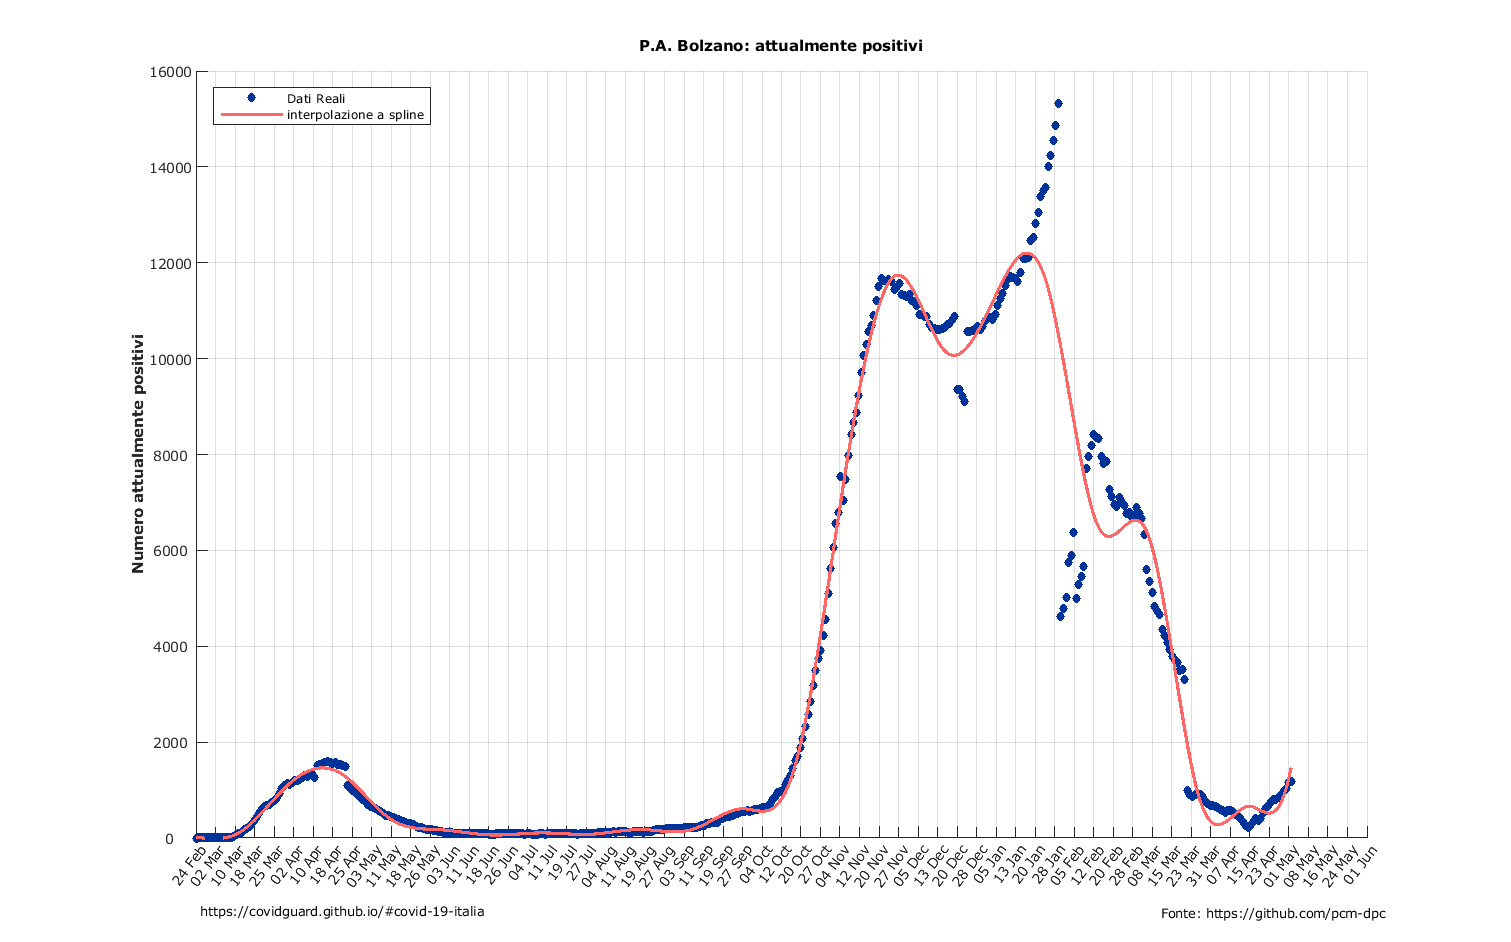 P.A. Bolzano: attualmente positivi
Dati Reali
interpolazione a spline
Numero attualmente positivi
16000
14000
12000
10000
8000
6000
4000
2000
0
24 Feb
02 Mar
10 Mar
18 Mar
25 Mar
02 Apr
10 Apr
18 Apr
25 Apr
03 May
11 May
18 May
26 May
03 Jun
11 Jun
18 Jun
26 Jun
04 Jul
11 Jul
19 Jul
27 Jul
04 Aug
11 Aug
19 Aug
27 Aug
03 Sep
11 Sep
19 Sep
27 Sep
04 Oct
12 Oct
20 Oct
27 Oct
04 Nov
12 Nov
20 Nov
27 Nov
05 Dec
13 Dec
20 Dec
28 Dec
05 Jan
13 Jan
20 Jan
28 Jan
05 Feb
12 Feb
20 Feb
28 Feb
08 Mar
15 Mar
23 Mar
31 Mar
07 Apr
15 Apr
23 Apr
01 May
08 May
16 May
24 May
01 Jun
https://covidguard.github.io/#covid-19-italia
Fonte: https://github.com/pcm-dpc